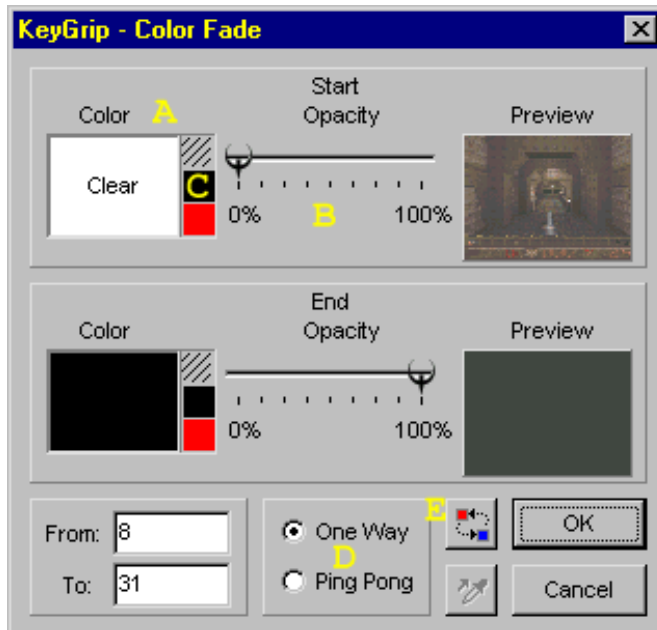 KeyGrip - Color Fade
Start
Color A Opacity Preview
Clear C
0% B 100%
End
Color Opacity Preview
0% 100%
From: 8
To: 31
One Way
D
Ping Pong
E
OK
Cancel